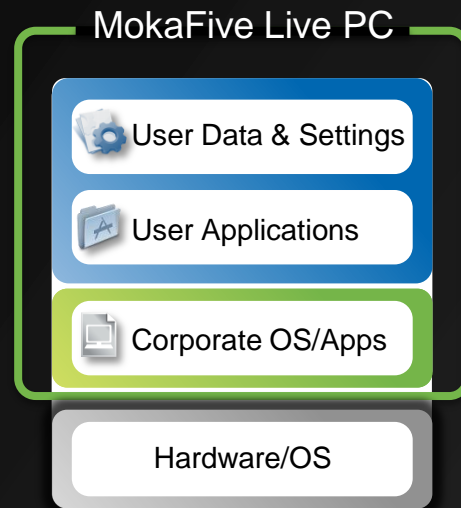 MokaFive Live PC
User Data & Settings
User Applications
Corporate OS/Apps
Hardware/OS